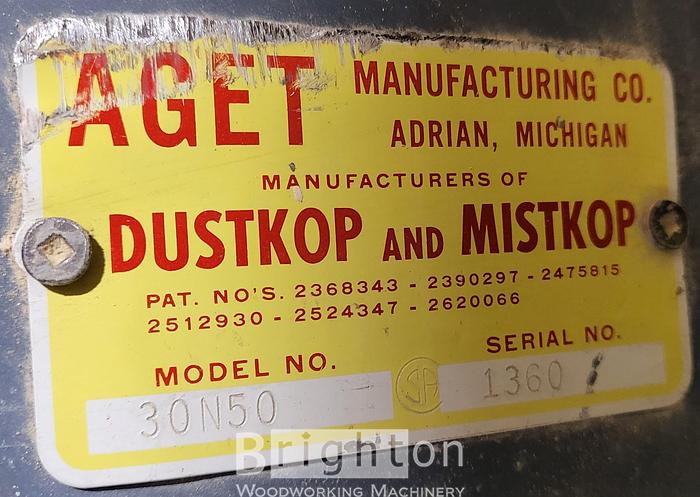 AGET MANUFACTURING CO.
ADRIAN, MICHIGAN
MANUFACTURERS OF
DUSTKOP AND MISTKOP
PAT. NO'S. 2368343 - 2390297 - 2475815
2512930 - 2524347 - 2620066
MODEL NO. SERIAL NO.
30N50 SA 1360
Brighton
WOODWORKING MACHINERY